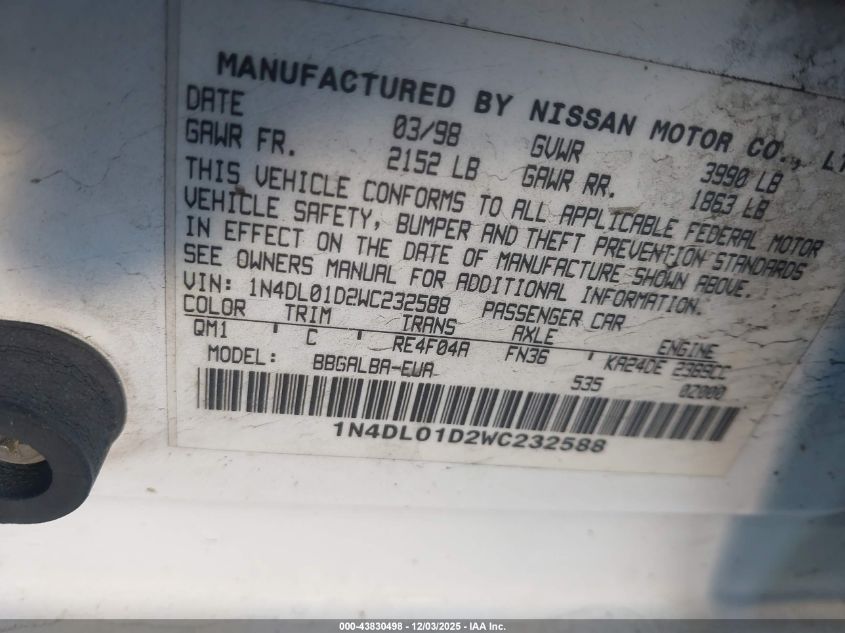 MANUFACTURED BY NISSAN MOTOR CO., LT
DATE 03/98 GVWR 3990 LB
GAWR FR. 2152 LB GAWR RR. 1863 LB
THIS VEHICLE CONFORMS TO ALL APPLICABLE FEDERAL MOTOR
VEHICLE SAFETY, BUMPER AND THEFT PREVENTION STANDARDS
IN EFFECT ON THE DATE OF MANUFACTURE SHOWN ABOVE.
SEE OWNERS MANUAL FOR ADDITIONAL INFORMATION.
VIN: 1N4DL01D2WC232588 PASSENGER CAR
COLOR TRIM TRANS AXLE ENGINE
QM1 C RE4F04A FN36 KA24DE 2389CC
MODEL: BBGALBA-EUA 535 02000
1N4DL01D2WC232588
000-43830498 - 12/03/2025 - IAA Inc.